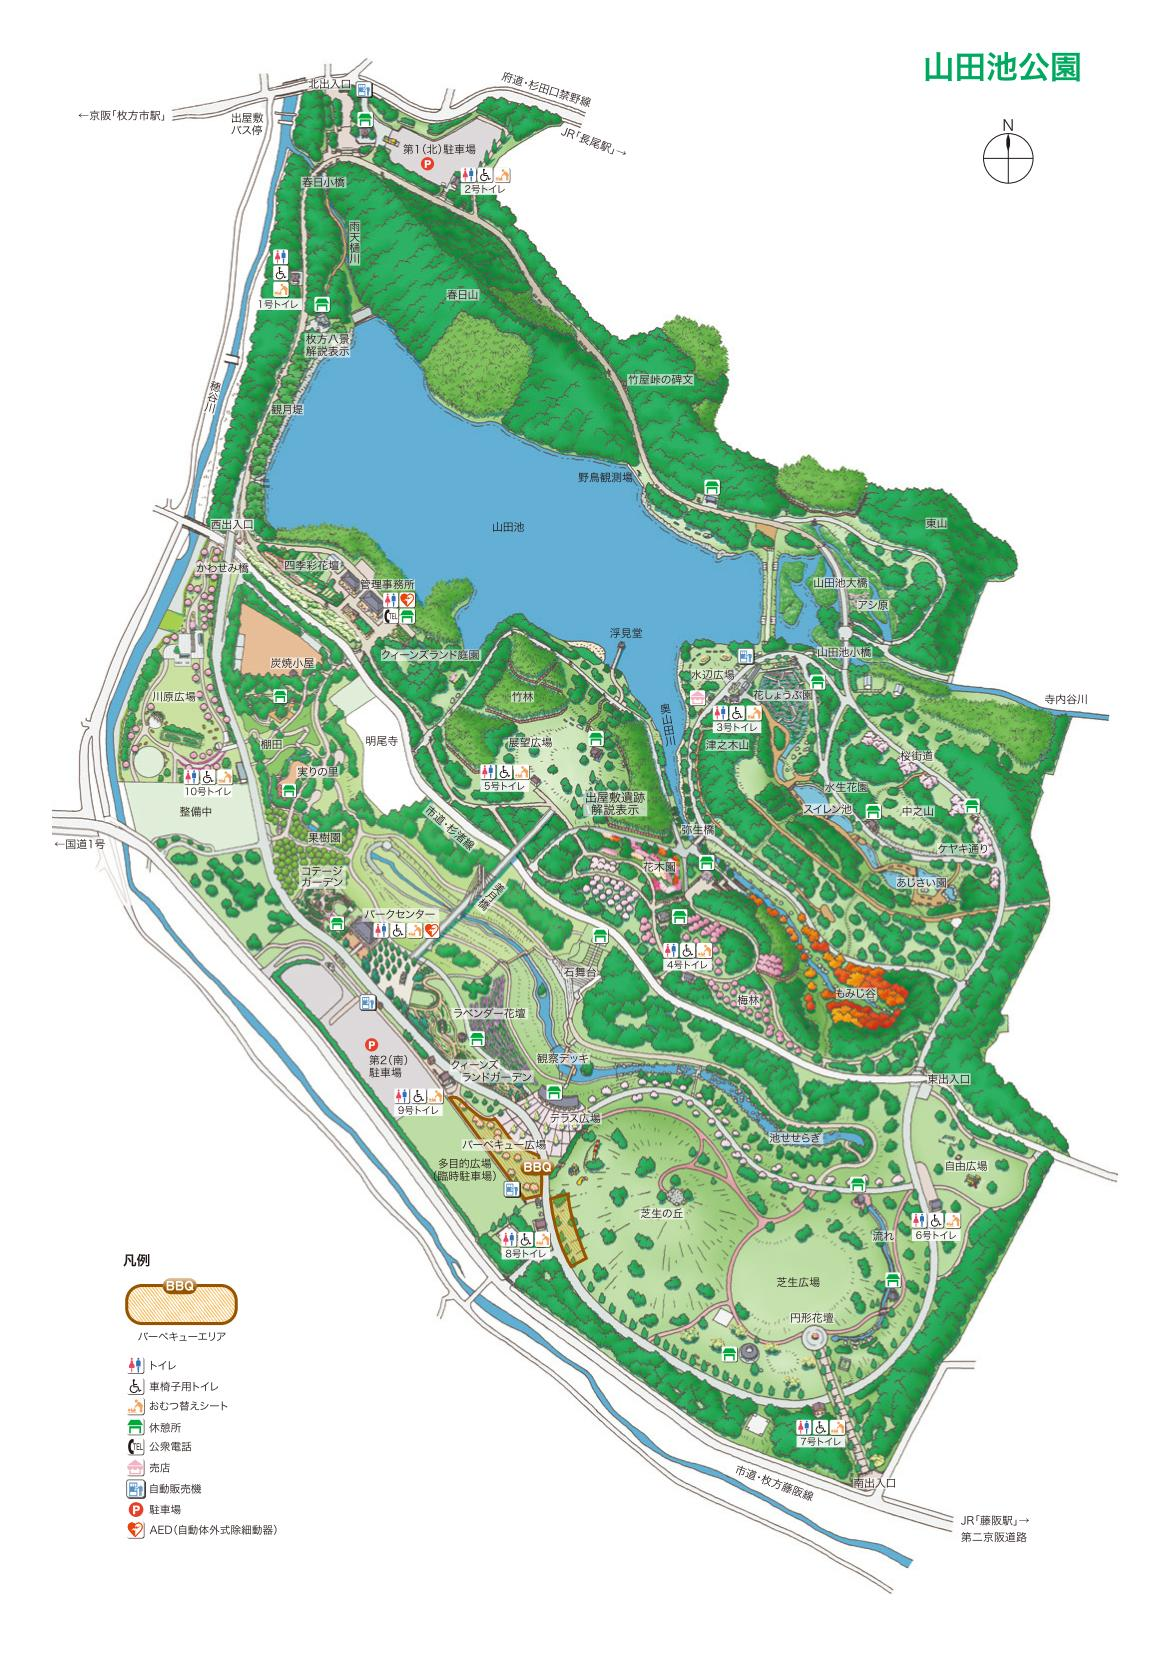 山田池公園
N
府道・杉田口禁野線
北出入口
←京阪「枚方市駅」
出屋敷
バス停
JR「長尾駅」→
第1(北)駐車場
P
2号トイレ
春日小橋
雨天樋川
1号トイレ
春日山
枚方八景
解説表示
竹屋峠の碑文
穂谷川
観月堤
野鳥観測場
山田池
東山
西出入口
かわせみ橋
四季彩花壇
管理事務所
TEL
山田池大橋
アシ原
浮見堂
山田池小橋
クィーンズランド庭園
炭焼小屋
水辺広場
花しょうぶ園
川原広場
竹林
寺内谷川
奥山田川
3号トイレ
明尾寺
展望広場
津之木山
棚田
桜街道
5号トイレ
実りの里
10号トイレ
水生花園
出屋敷遺跡
解説表示
スイレン池
中之山
整備中
市道・杉渚線
弥生橋
←国道1号
果樹園
ケヤキ通り
花木園
コテージ
ガーデン
あじさい園
パークセンター
4号トイレ
石舞台
もみじ谷
梅林
ラベンダー花壇
P
第2(南)
駐車場
観察デッキ
クィーンズ
ランドガーデン
東出入口
9号トイレ
テラス広場
池せせらぎ
バーベキュー広場
多目的広場
(臨時駐車場)
BBQ
自由広場
芝生の丘
6号トイレ
流れ
8号トイレ
芝生広場
円形花壇
7号トイレ
南出入口
市道・枚方藤阪線
JR「藤阪駅」→
第二京阪道路
凡例
BBQ
バーベキューエリア
トイレ
車椅子用トイレ
おむつ替えシート
休憩所
TEL 公衆電話
売店
自動販売機
P 駐車場
AED(自動体外式除細動器)